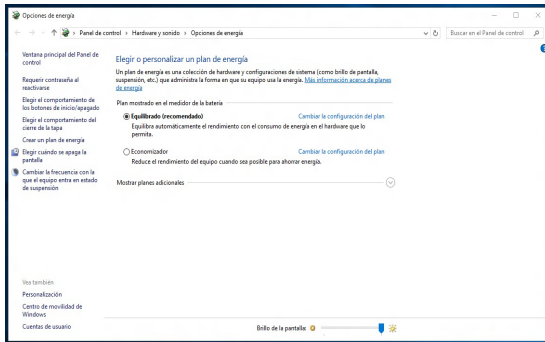 Opciones de energía
Panel de control > Hardware y sonido > Opciones de energía
Buscar en el Panel de control
Ventana principal del Panel de
control
Requerir contraseña al
reactivarse
Elegir el comportamiento de
los botones de inicio/apagado
Elegir el comportamiento del
cierre de la tapa
Crear un plan de energía
Elegir cuándo se apaga la
pantalla
Cambiar la frecuencia con la
que el equipo entra en estado
de suspensión
Elegir o personalizar un plan de energía
Un plan de energía es una colección de hardware y configuraciones de sistema (como brillo de pantalla,
suspensión, etc.) que administra la forma en que su equipo usa la energía. Más información acerca de planes
de energía
Plan mostrado en el medidor de la batería
Equilibrado (recomendado) Cambiar la configuración del plan
Equilibra automáticamente el rendimiento con el consumo de energía en el hardware que lo
permita.
Economizador Cambiar la configuración del plan
Reduce el rendimiento del equipo cuando sea posible para ahorrar energía.
Mostrar planes adicionales
Vea también
Personalización
Centro de movilidad de
Windows
Cuentas de usuario
Brillo de la pantalla: